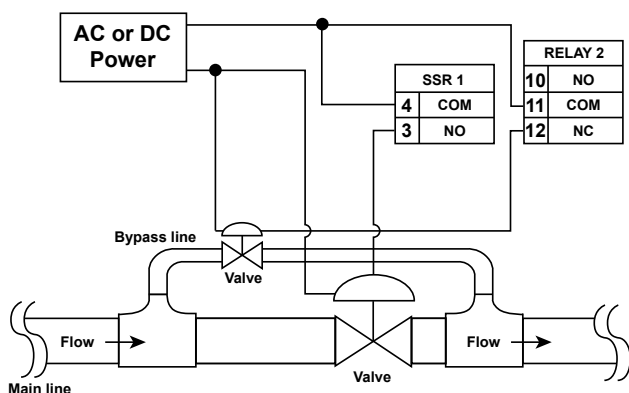 AC or DC
Power
SSR 1
4 COM
3 NO
RELAY 2
10 NO
11 COM
12 NC
Bypass line
Valve
Flow
Flow
Valve
Main line